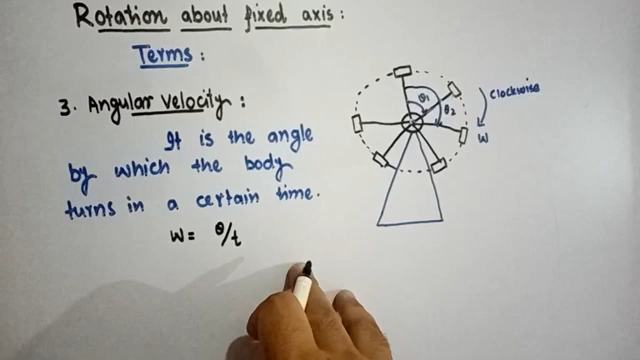 Rotation about fixed axis:
Terms:
3. Angular Velocity:
It is the angle
by which the body
turns in a certain time.
W = θ/t
θ1
θ2
Clockwise
W